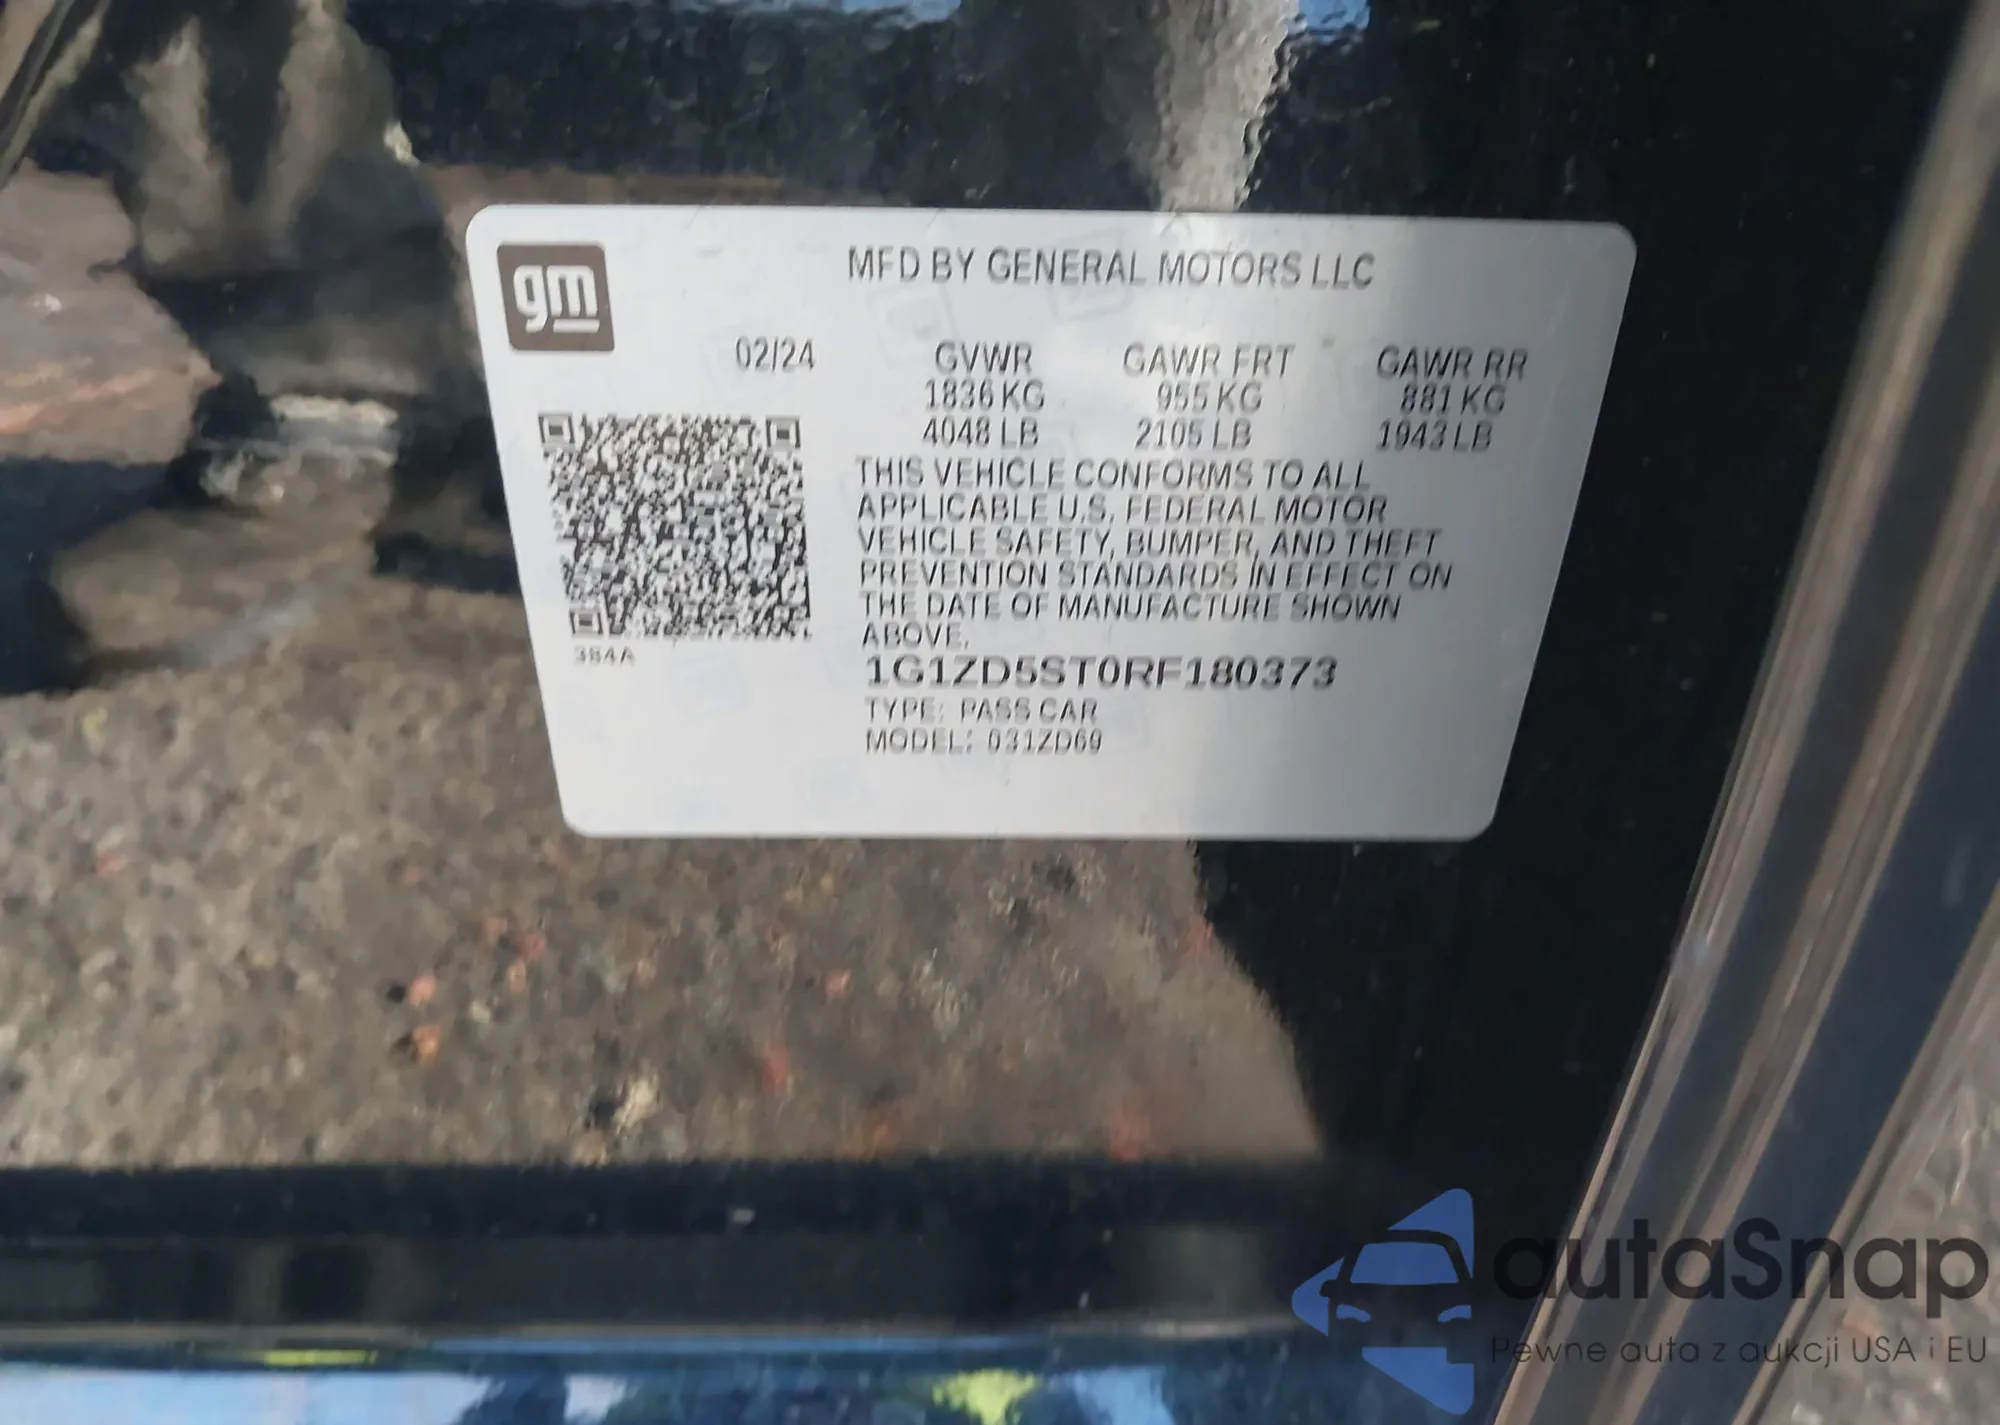 gm
MFD BY GENERAL MOTORS LLC
02/24 GVWR GAWR FRT GAWR RR
1836 KG 955 KG 881 KG
4048 LB 2105 LB 1943 LB
THIS VEHICLE CONFORMS TO ALL
APPLICABLE U.S. FEDERAL MOTOR
VEHICLE SAFETY, BUMPER, AND THEFT
PREVENTION STANDARDS IN EFFECT ON
THE DATE OF MANUFACTURE SHOWN
ABOVE.
384A
1G1ZD5ST0RF180373
TYPE: PASS CAR
MODEL: 031ZD69
autaSnap
Pewne auta z aukcji USA i EU